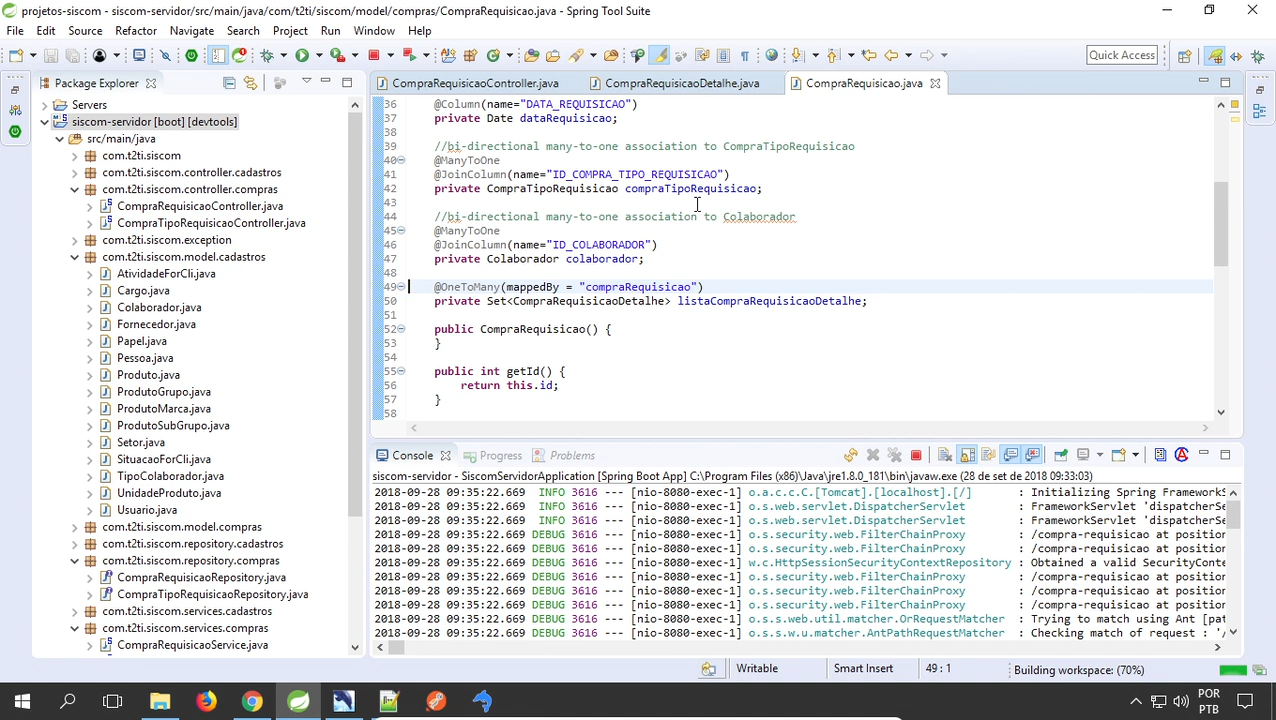 projetos-siscom - siscom-servidor/src/main/java/com/t2ti/siscom/model/compras/CompraRequisicao.java - Spring Tool Suite
File Edit Source Refactor Navigate Search Project Run Window Help
Quick Access
Package Explorer
Servers
siscom-servidor [boot] [devtools]
src/main/java
com.t2ti.siscom
com.t2ti.siscom.controller.cadastros
com.t2ti.siscom.controller.compras
CompraRequisicaoController.java
CompraTipoRequisicaoController.java
com.t2ti.siscom.exception
com.t2ti.siscom.model.cadastros
AtividadeForCli.java
Cargo.java
Colaborador.java
Fornecedor.java
Papel.java
Pessoa.java
Produto.java
ProdutoGrupo.java
ProdutoMarca.java
ProdutoSubGrupo.java
Setor.java
SituacaoForCli.java
TipoColaborador.java
UnidadeProduto.java
Usuario.java
com.t2ti.siscom.model.compras
com.t2ti.siscom.repository.cadastros
com.t2ti.siscom.repository.compras
CompraRequisicaoRepository.java
CompraTipoRequisicaoRepository.java
com.t2ti.siscom.services.cadastros
com.t2ti.siscom.services.compras
CompraRequisicaoService.java
CompraRequisicaoController.java CompraRequisicaoDetalhe.java CompraRequisicao.java
36 @Column(name="DATA_REQUISICAO")
37 private Date dataRequisicao;
38
39 //bi-directional many-to-one association to CompraTipoRequisicao
40 @ManyToOne
41 @JoinColumn(name="ID_COMPRA_TIPO_REQUISICAO")
42 private CompraTipoRequisicao compraTipoRequisicao;
43
44 //bi-directional many-to-one association to Colaborador
45 @ManyToOne
46 @JoinColumn(name="ID_COLABORADOR")
47 private Colaborador colaborador;
48
49 @OneToMany(mappedBy = "compraRequisicao")
50 private Set<CompraRequisicaoDetalhe> listaCompraRequisicaoDetalhe;
51
52 public CompraRequisicao() {
53 }
54
55 public int getId() {
56 return this.id;
57 }
58
Console Progress Problems
siscom-servidor - SiscomServidorApplication [Spring Boot App] C:\Program Files (x86)\Java\jre1.8.0_181\bin\javaw.exe (28 de set de 2018 09:33:03)
2018-09-28 09:35:22.669 INFO 3616 --- [nio-8080-exec-1] o.a.c.c.C.[Tomcat].[localhost].[/] : Initializing Spring FrameworkS
2018-09-28 09:35:22.669 INFO 3616 --- [nio-8080-exec-1] o.s.web.servlet.DispatcherServlet : FrameworkServlet 'dispatcherSe
2018-09-28 09:35:22.669 INFO 3616 --- [nio-8080-exec-1] o.s.web.servlet.DispatcherServlet : FrameworkServlet 'dispatcherSe
2018-09-28 09:35:22.669 DEBUG 3616 --- [nio-8080-exec-1] o.s.security.web.FilterChainProxy : /compra-requisicao at position
2018-09-28 09:35:22.669 DEBUG 3616 --- [nio-8080-exec-1] o.s.security.web.FilterChainProxy : /compra-requisicao at position
2018-09-28 09:35:22.669 DEBUG 3616 --- [nio-8080-exec-1] w.c.HttpSessionSecurityContextRepository : Obtained a valid SecurityConte
2018-09-28 09:35:22.669 DEBUG 3616 --- [nio-8080-exec-1] o.s.security.web.FilterChainProxy : /compra-requisicao at position
2018-09-28 09:35:22.669 DEBUG 3616 --- [nio-8080-exec-1] o.s.security.web.FilterChainProxy : /compra-requisicao at position
2018-09-28 09:35:22.669 DEBUG 3616 --- [nio-8080-exec-1] o.s.security.web.FilterChainProxy : /compra-requisicao at position
2018-09-28 09:35:22.669 DEBUG 3616 --- [nio-8080-exec-1] o.s.s.web.util.matcher.OrRequestMatcher : Trying to match using Ant [pat
2018-09-28 09:35:22.669 DEBUG 3616 --- [nio-8080-exec-1] o.s.s.w.u.matcher.AntPathRequestMatcher : Checking match of request : '/
Writable Smart Insert 49 : 1 Building workspace: (70%)
POR
PTB